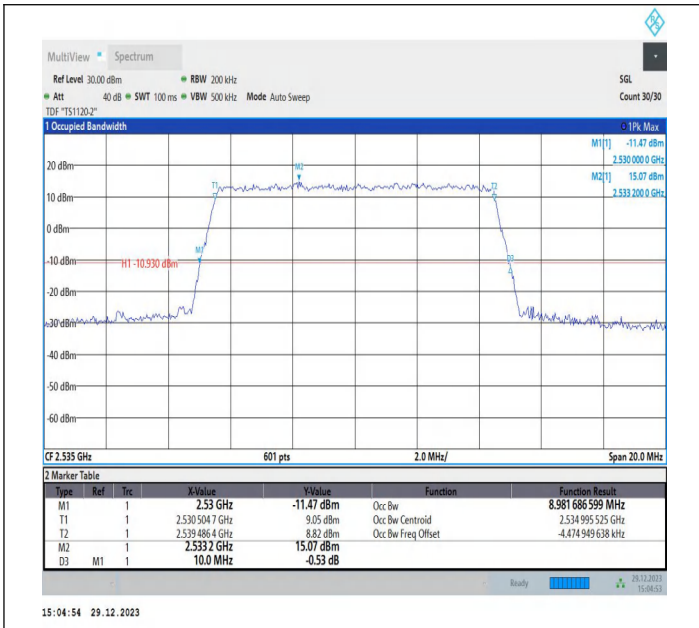 R&S
MultiView Spectrum
Ref Level 30.00 dBm RBW 200 kHz SGL
Att 40 dB SWT 100 ms VBW 500 kHz Mode Auto Sweep Count 30/30
TDF "TS1120-2"
1 Occupied Bandwidth 1Pk Max
M1[1] -11.47 dBm
2.530 000 0 GHz
M2[1] 15.07 dBm
2.533 200 0 GHz
20 dBm
M2
T1 T2
10 dBm
0 dBm
M1
D3
-10 dBm
H1 -10.930 dBm
-20 dBm
-30 dBm
-40 dBm
-50 dBm
-60 dBm
CF 2.535 GHz 601 pts 2.0 MHz/ Span 20.0 MHz
2 Marker Table
Type Ref Trc X-Value Y-Value Function Function Result
M1 1 2.53 GHz -11.47 dBm Occ Bw 8.981 686 599 MHz
T1 1 2.530 504 7 GHz 9.05 dBm Occ Bw Centroid 2.534 995 525 GHz
T2 1 2.539 486 4 GHz 8.82 dBm Occ Bw Freq Offset -4.474 949 638 kHz
M2 1 2.533 2 GHz 15.07 dBm
D3 M1 1 10.0 MHz -0.53 dB
Ready 29.12.2023
15:04:53
15:04:54 29.12.2023